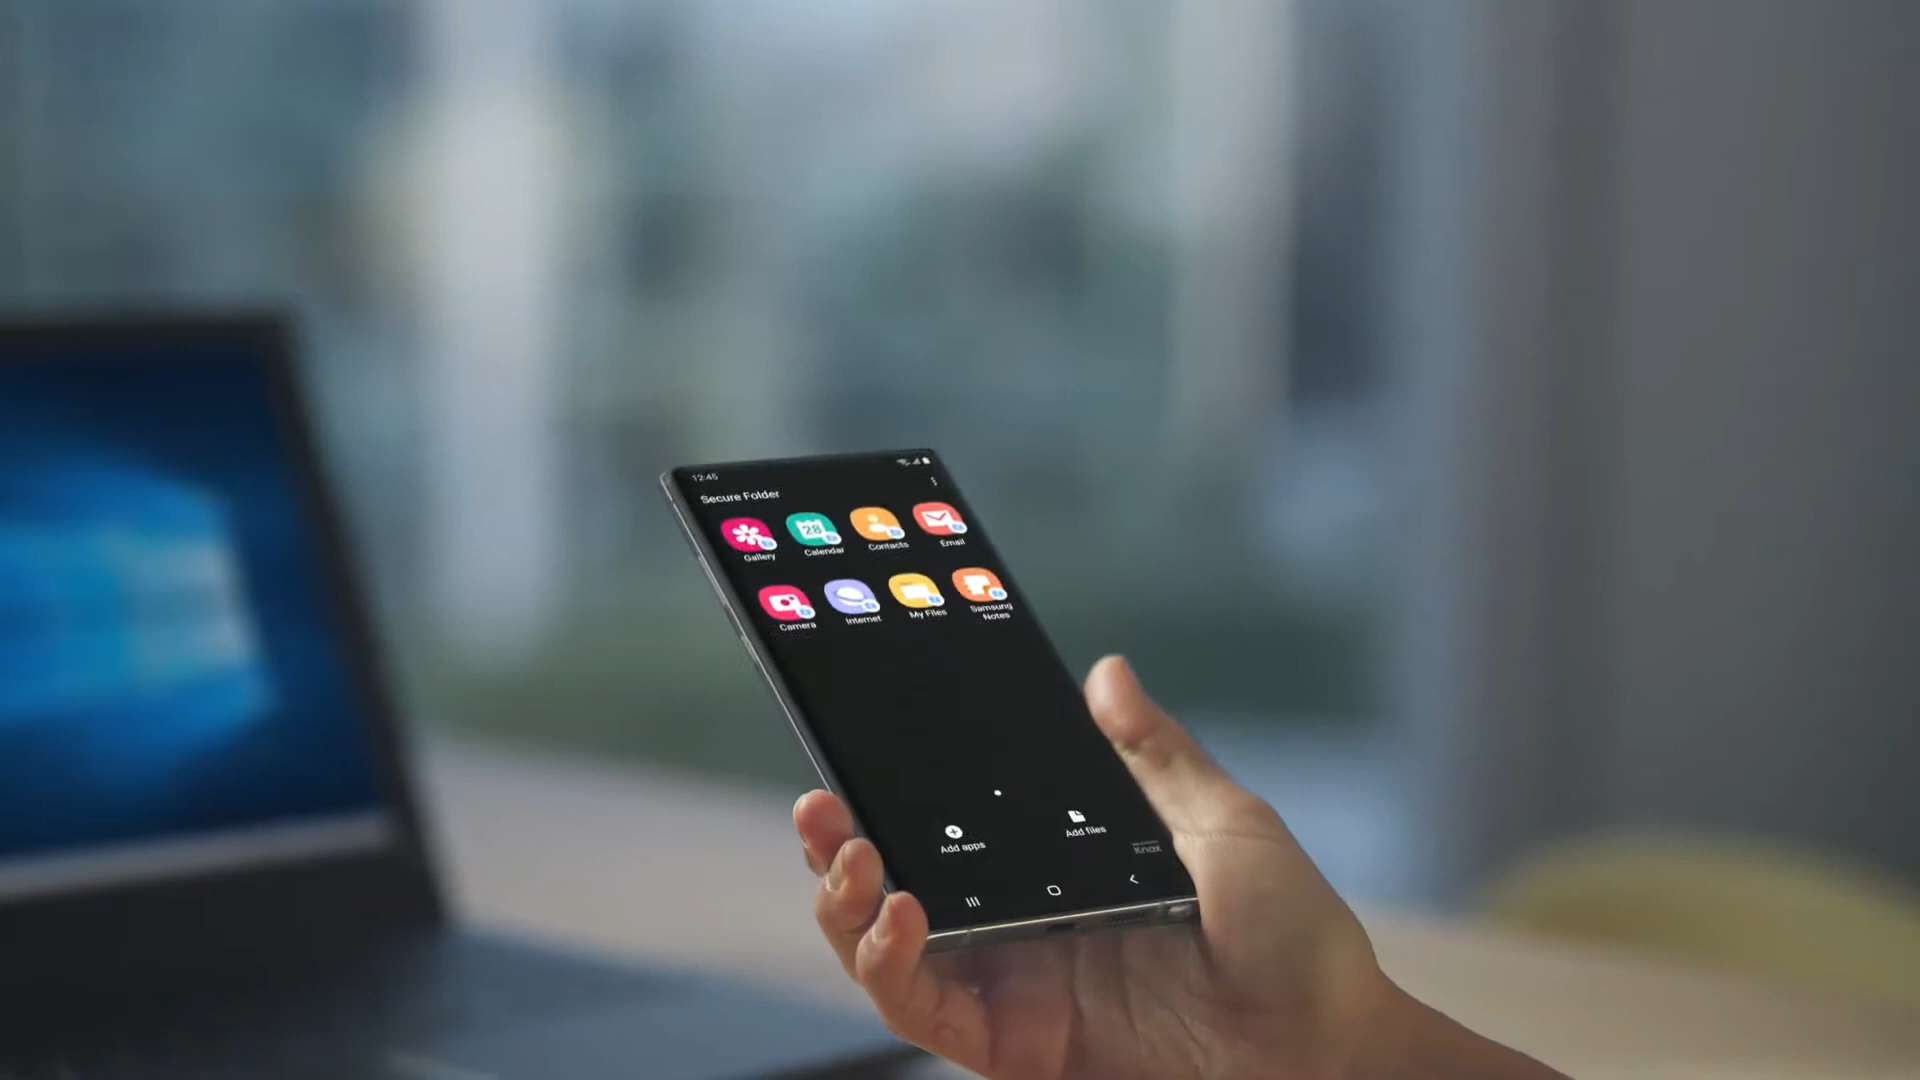 12:45
Secure Folder
28
Gallery
Calendar
Contacts
Email
Camera
Internet
My Files
Samsung
Notes
Add apps
Add files
Knox